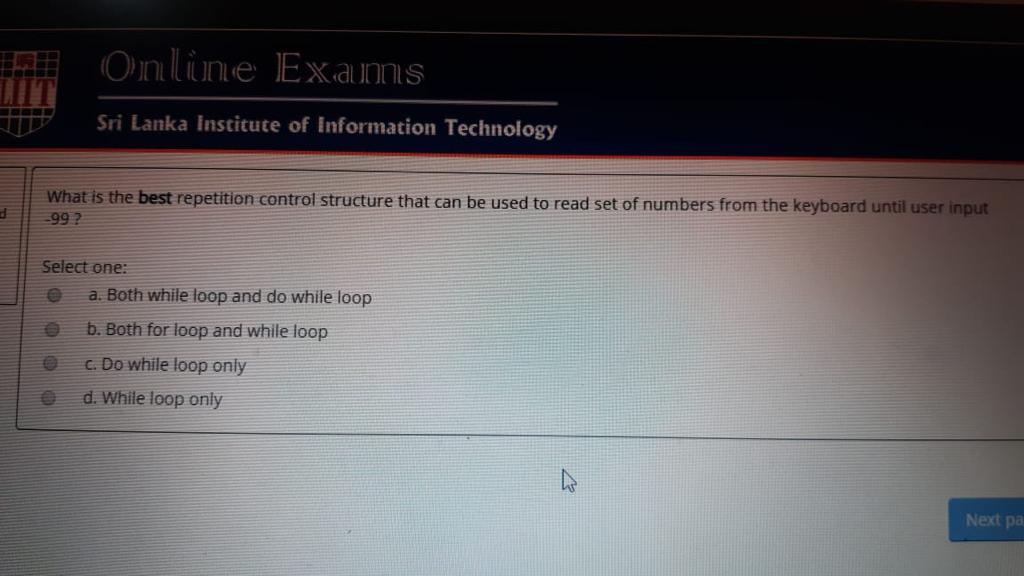 Online Exams
LIIT
Sri Lanka Institute of Information Technology
d
What is the best repetition control structure that can be used to read set of numbers from the keyboard until user input
-99 ?
Select one:
a. Both while loop and do while loop
b. Both for loop and while loop
c. Do while loop only
d. While loop only
Next pa